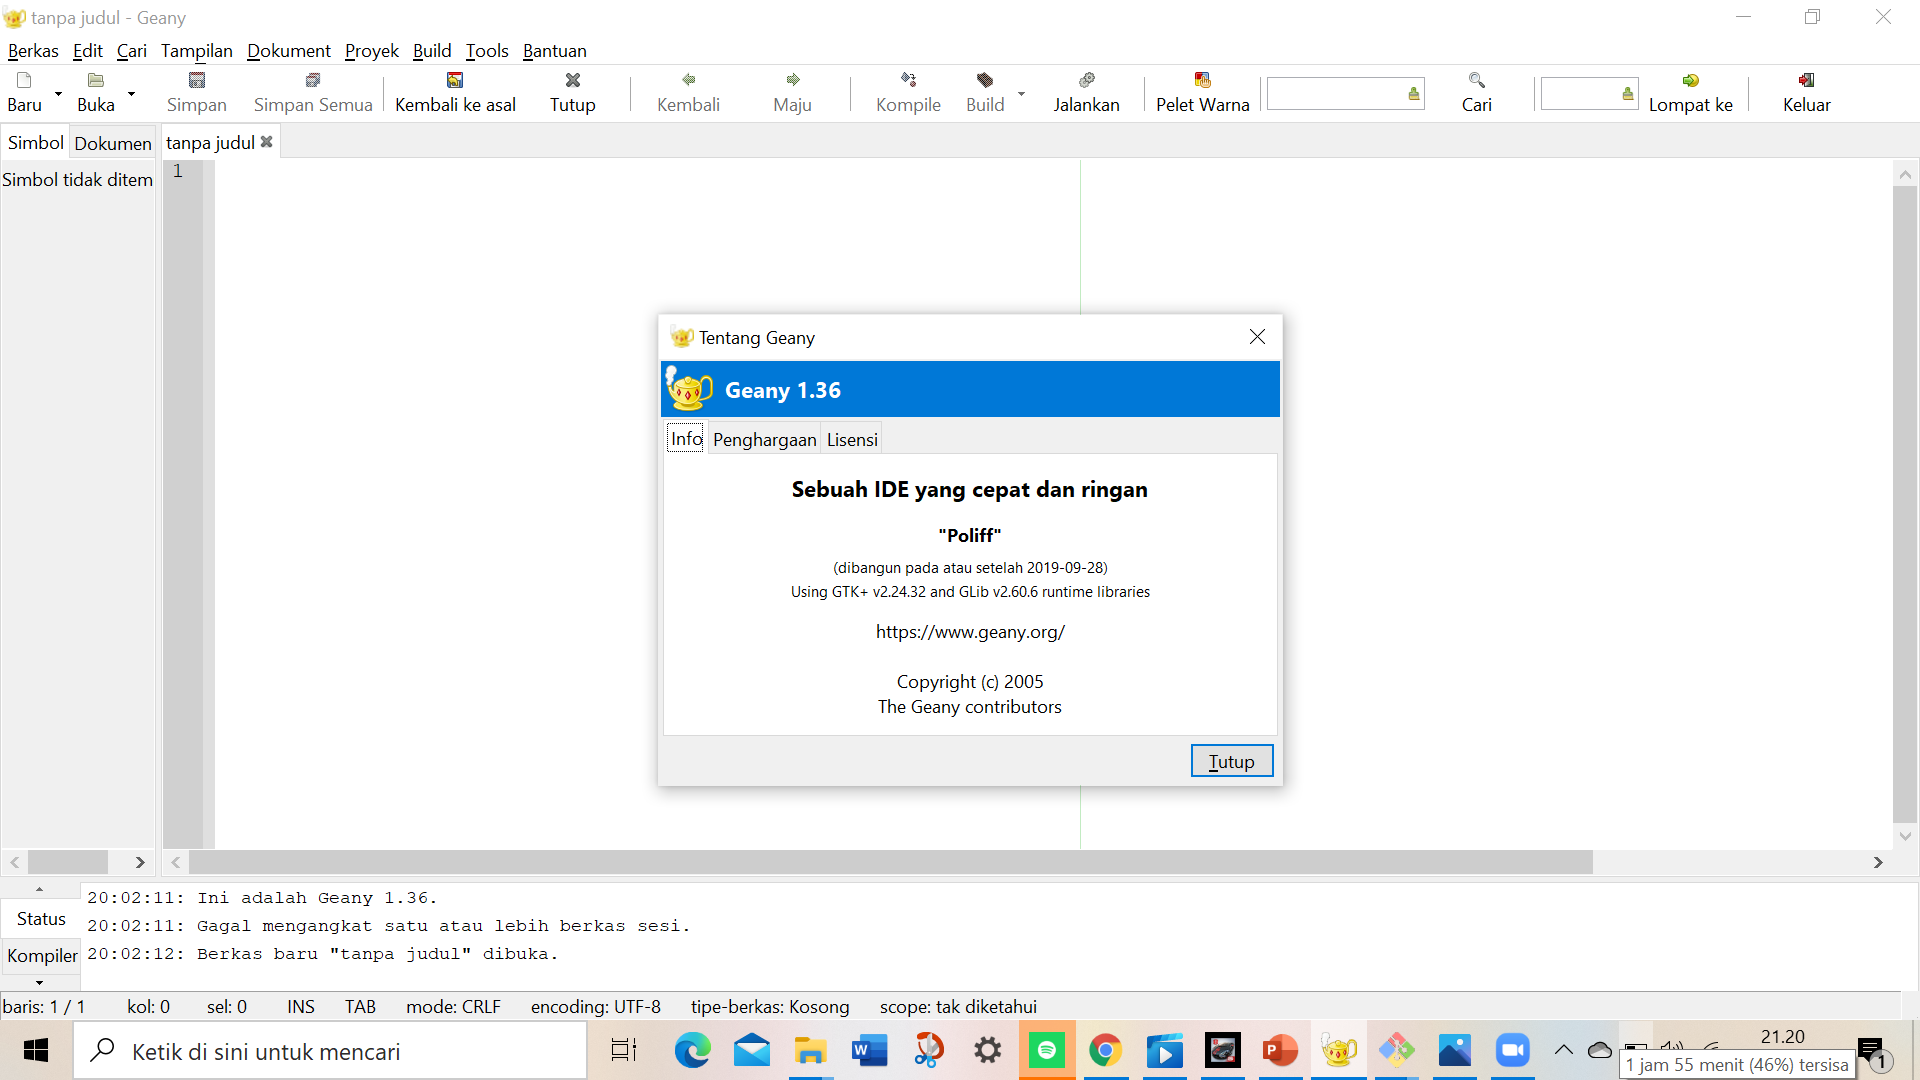 tanpa judul - Geany
Berkas Edit Cari Tampilan Dokument Proyek Build Tools Bantuan
Baru Buka Simpan Simpan Semua Kembali ke asal Tutup Kembali Maju Kompile Build Jalankan Pelet Warna Cari Lompat ke Keluar
Simbol Dokumen tanpa judul
Simbol tidak ditem
1
Tentang Geany
Geany 1.36
Info Penghargaan Lisensi
Sebuah IDE yang cepat dan ringan
"Poliff"
(dibangun pada atau setelah 2019-09-28)
Using GTK+ v2.24.32 and GLib v2.60.6 runtime libraries
https://www.geany.org/
Copyright (c) 2005
The Geany contributors
Tutup
Status
Kompiler
20:02:11: Ini adalah Geany 1.36.
20:02:11: Gagal mengangkat satu atau lebih berkas sesi.
20:02:12: Berkas baru "tanpa judul" dibuka.
baris: 1 / 1 kol: 0 sel: 0 INS TAB mode: CRLF encoding: UTF-8 tipe-berkas: Kosong scope: tak diketahui
Ketik di sini untuk mencari
21.20
1 jam 55 menit (46%) tersisa
1